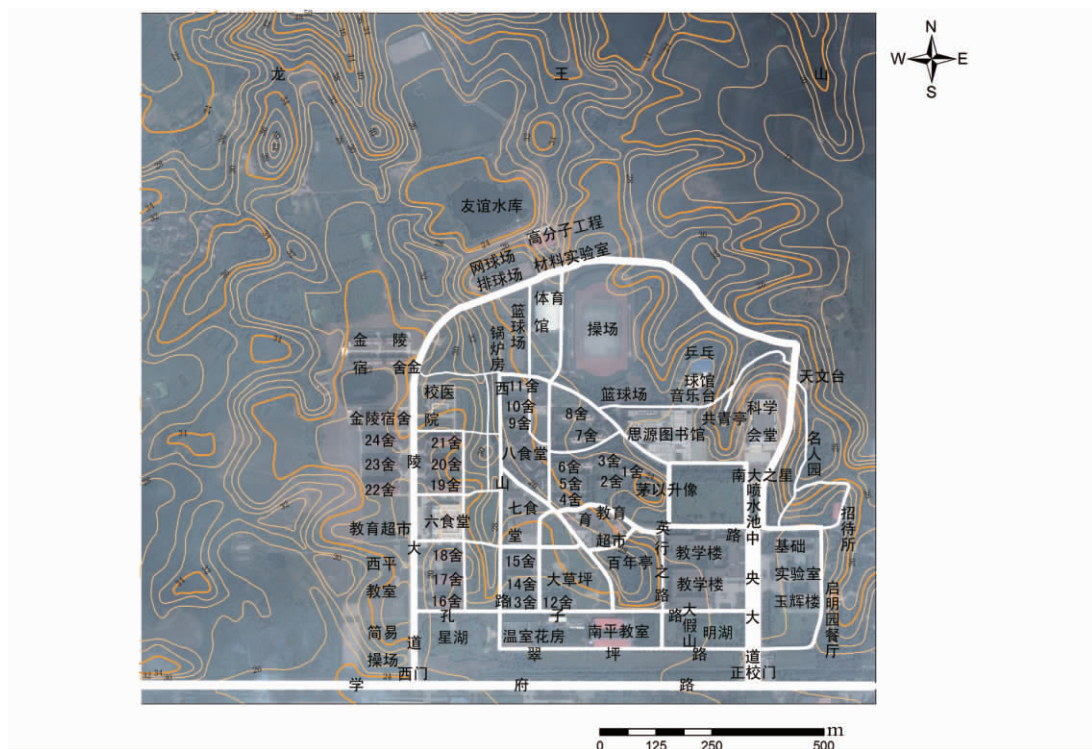 N
W E
S
龙 王 山
友谊水库
高分子工程
网球场 材料实验室
排球场
体育馆
篮球场
操场
锅炉房
金陵
宿舍
乒乓
球馆
天文台
校医院
西
11舍
10舍
9舍
篮球场
音乐台
科学
会堂
共青亭
金陵宿舍
8舍
7舍
思源图书馆
24舍
23舍
22舍
21舍
20舍
19舍
八食堂
6舍
5舍
4舍
3舍
2舍
1舍
茅以升像
南大之星
喷水池
名人园
招待所
教育超市
六食堂
七食堂
教育
超市
育
路
英行之路
百年亭
教学楼
教学楼
基础
实验室
玉辉楼
启明园餐厅
西平
教室
18舍
17舍
16舍
15舍
14舍
13舍
12舍
大草坪
山
路
金
陵
大
道
中
央
大
道
孔 子 路
大假山
明湖
简易
操场
星湖
温室花房
南平教室
翠 坪 路
西门
正校门
学 府 路
0 125 250 500 m